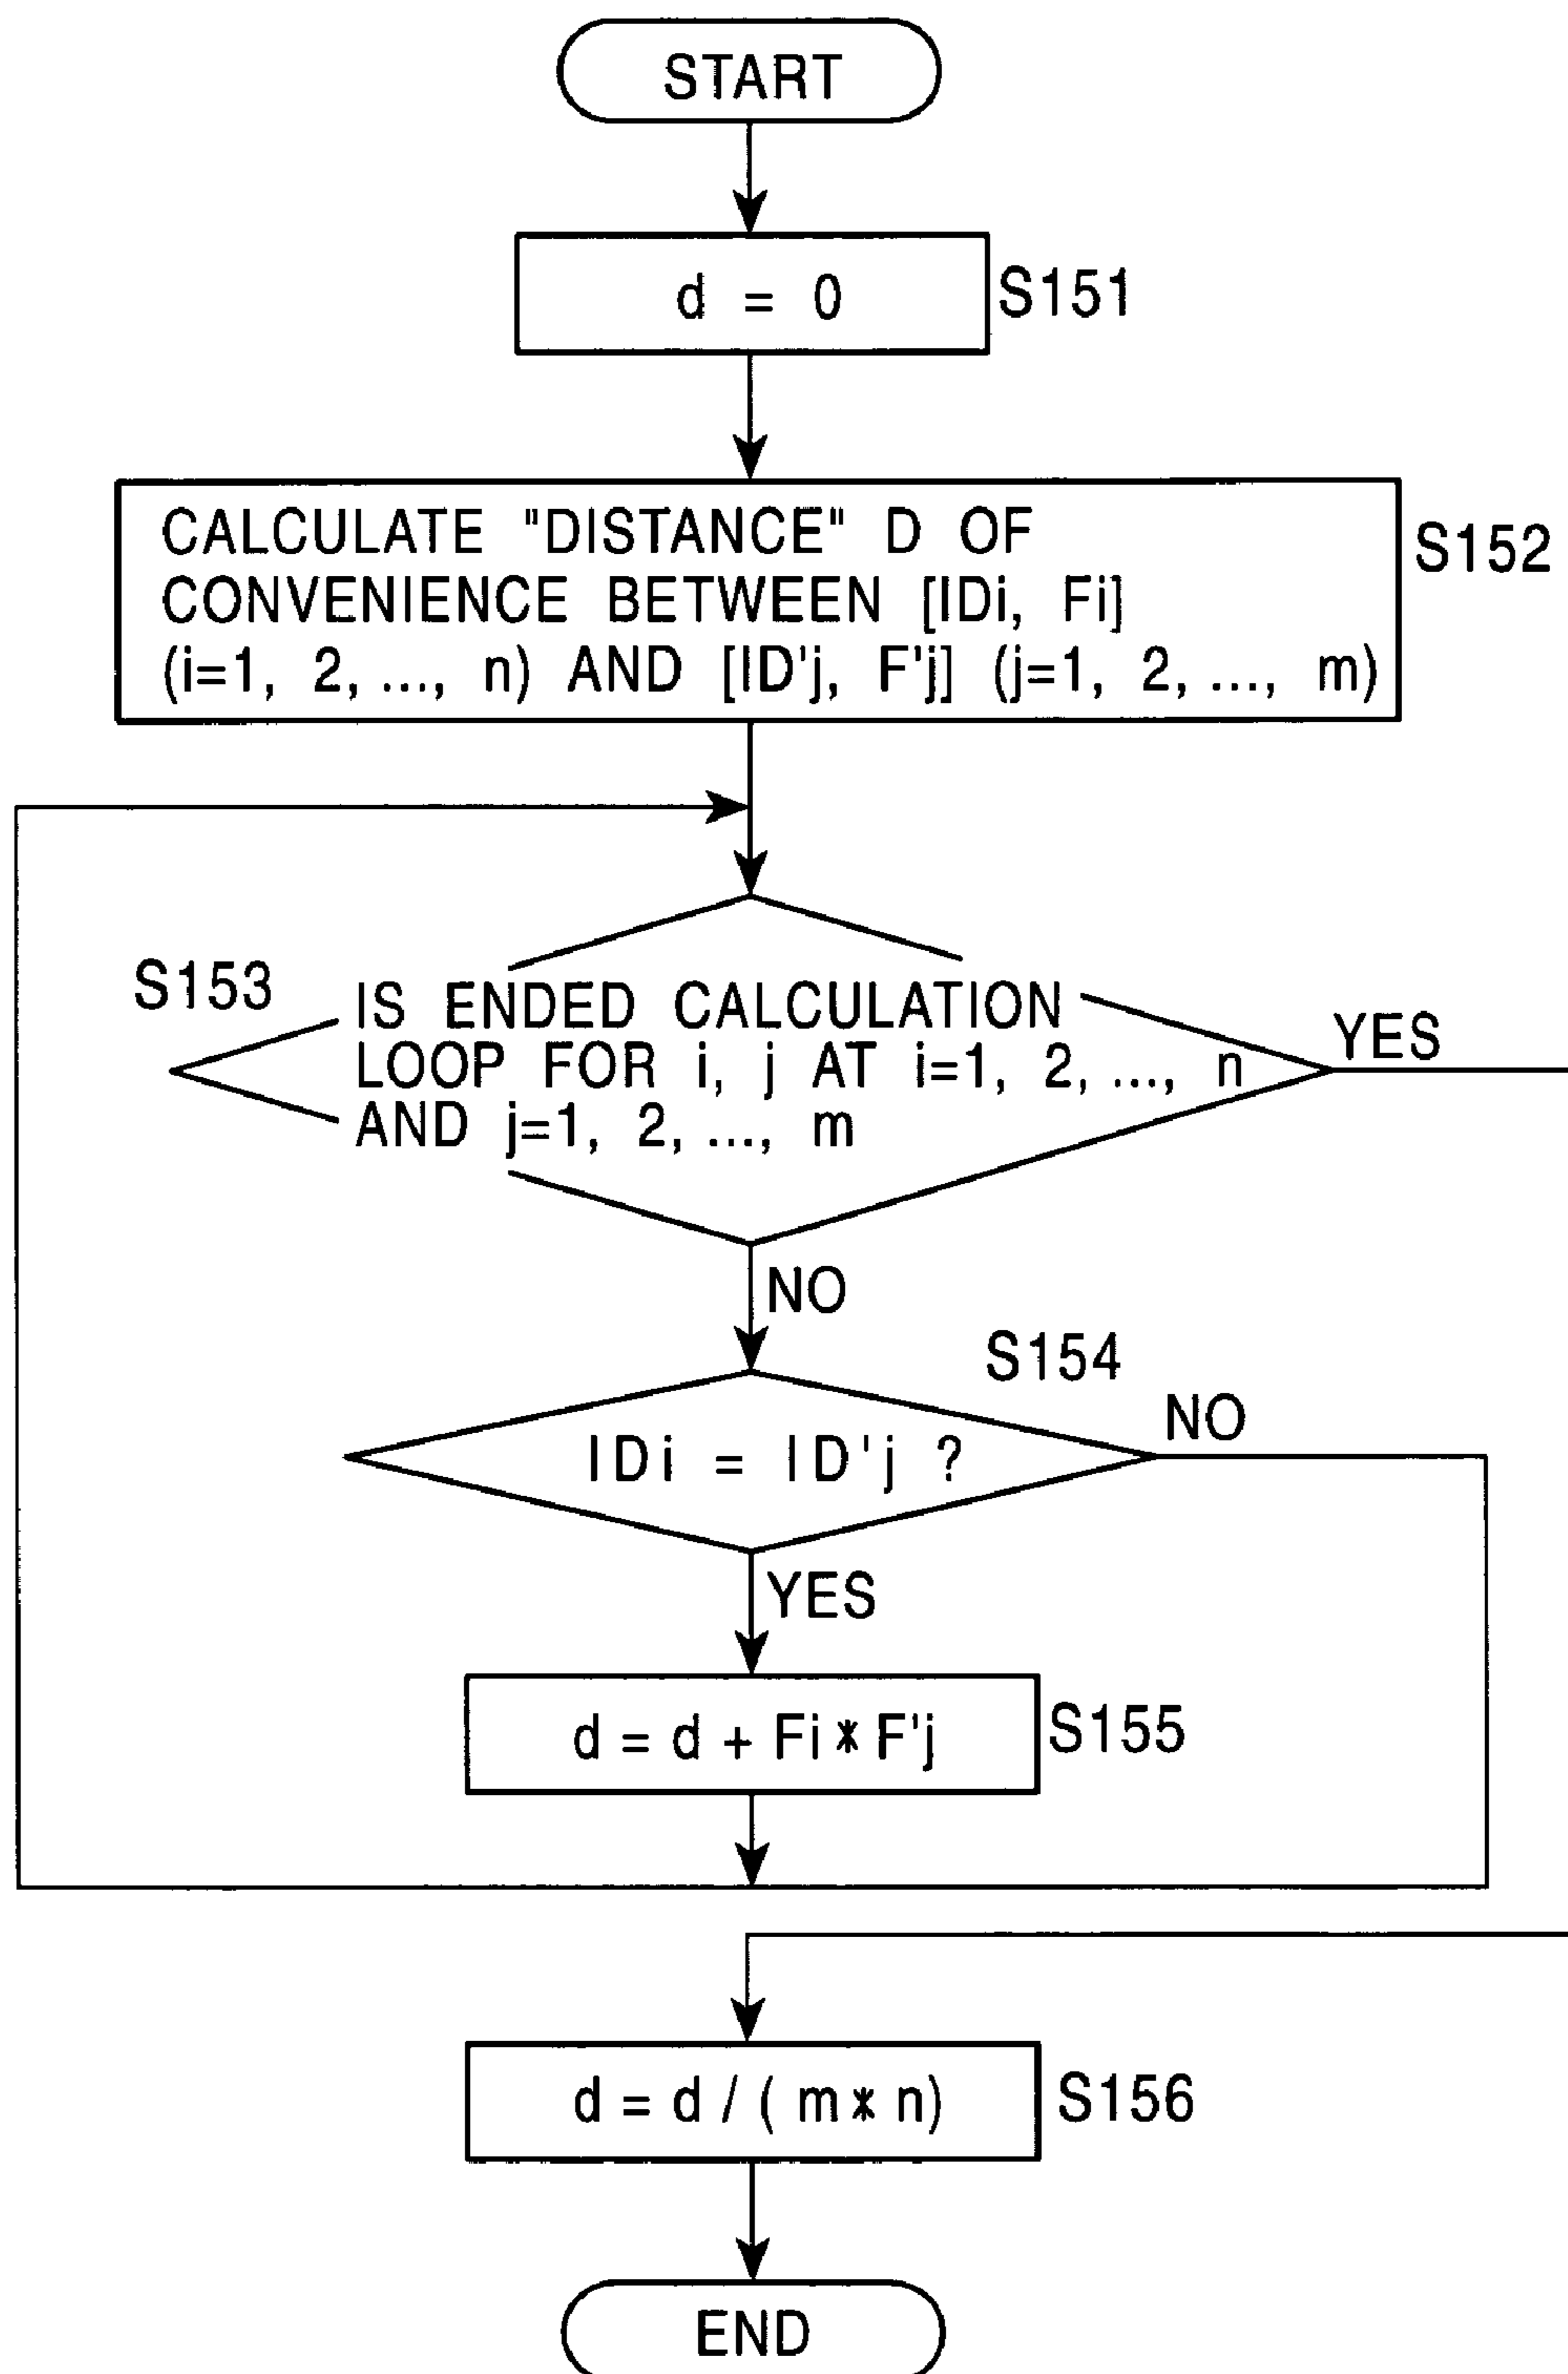 START
d = 0
S151
CALCULATE "DISTANCE" D OF
CONVENIENCE BETWEEN [IDi, Fi]
(i=1, 2, ..., n) AND [ID'j, F'j] (j=1, 2, ..., m)
S152
S153
IS ENDED CALCULATION
LOOP FOR i, j AT i=1, 2, ..., n
AND j=1, 2, ..., m
YES
NO
S154
IDi = ID'j ?
NO
YES
d = d + Fi * F'j
S155
d = d / ( m * n)
S156
END